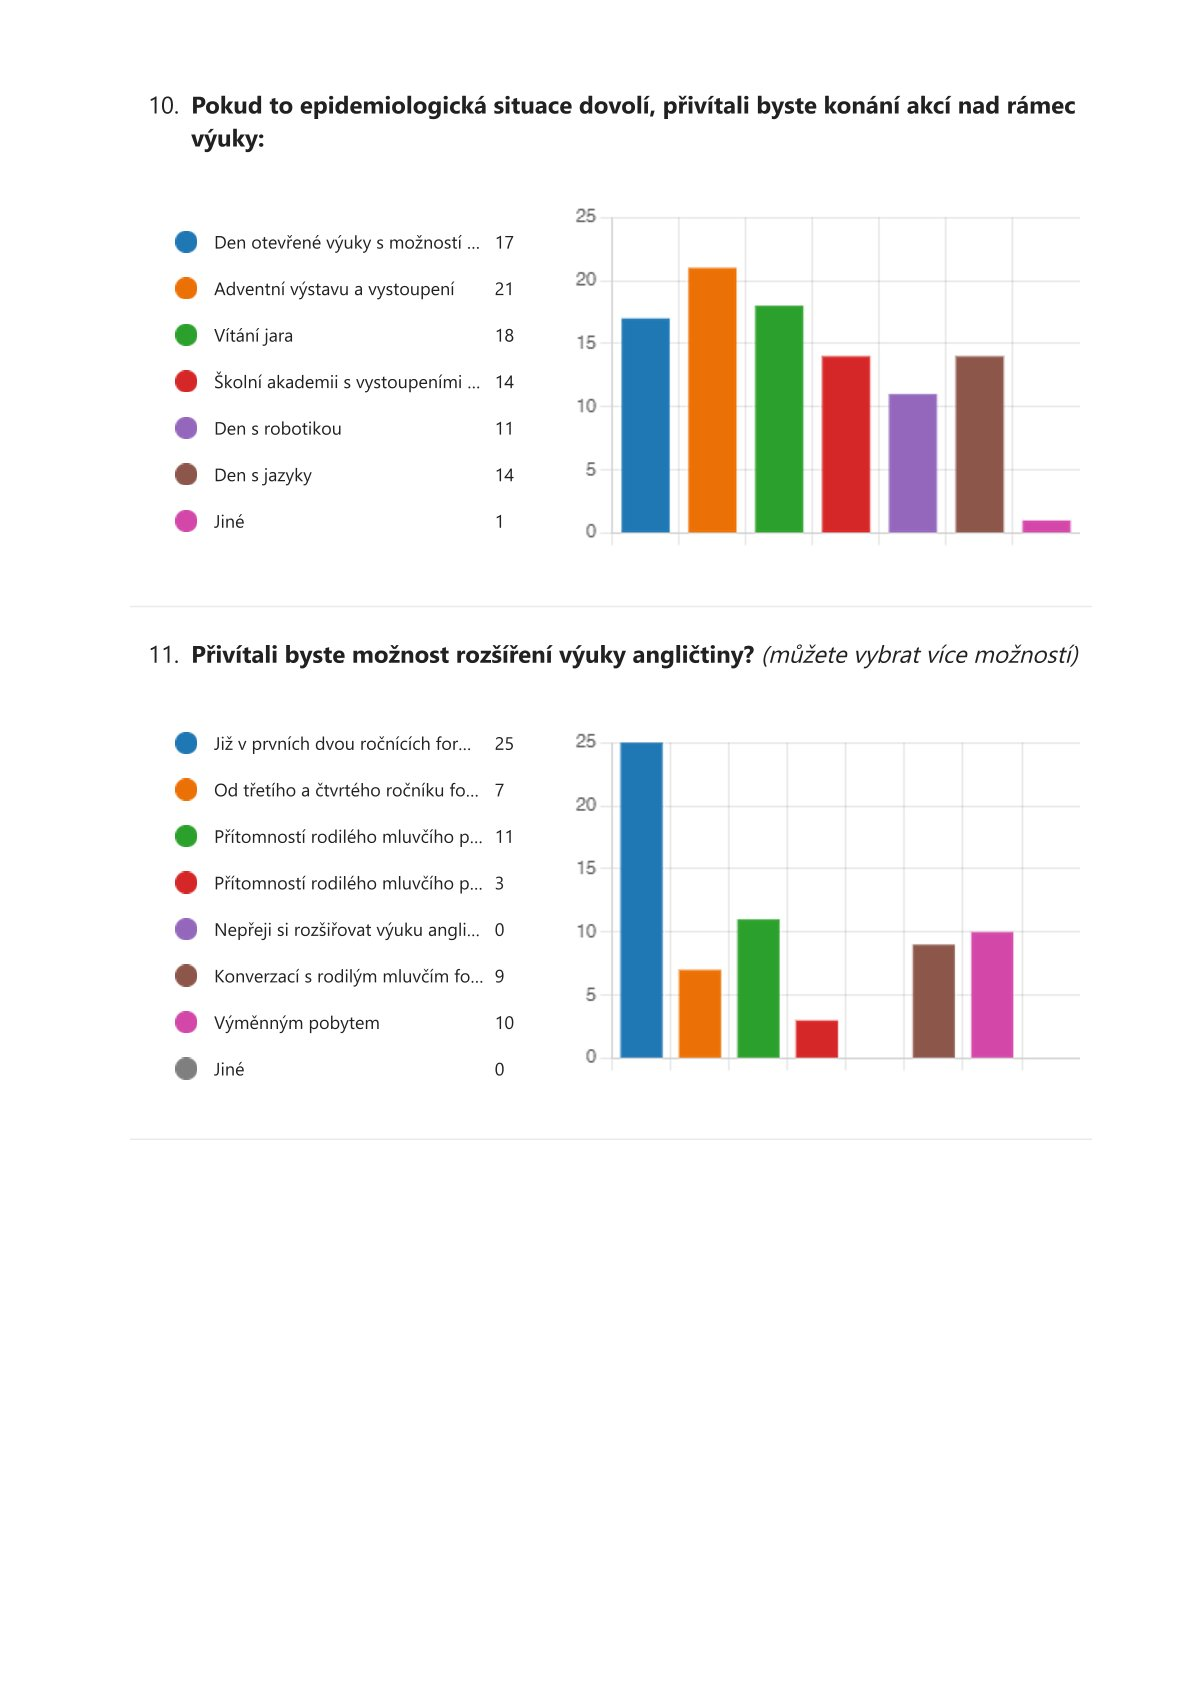 10. Pokud to epidemiologická situace dovolí, přivítali byste konání akcí nad rámec
výuky:
Den otevřené výuky s možností ... 17
Adventní výstavu a vystoupení 21
Vítání jara 18
Školní akademii s vystoupeními ... 14
Den s robotikou 11
Den s jazyky 14
Jiné 1
25
20
15
10
5
0
11. Přivítali byste možnost rozšíření výuky angličtiny? (můžete vybrat více možností)
Již v prvních dvou ročnících for... 25
Od třetího a čtvrtého ročníku fo... 7
Přítomností rodilého mluvčího p... 11
Přítomností rodilého mluvčího p... 3
Nepřeji si rozšiřovat výuku angli... 0
Konverzací s rodilým mluvčím fo... 9
Výměnným pobytem 10
Jiné 0
25
20
15
10
5
0